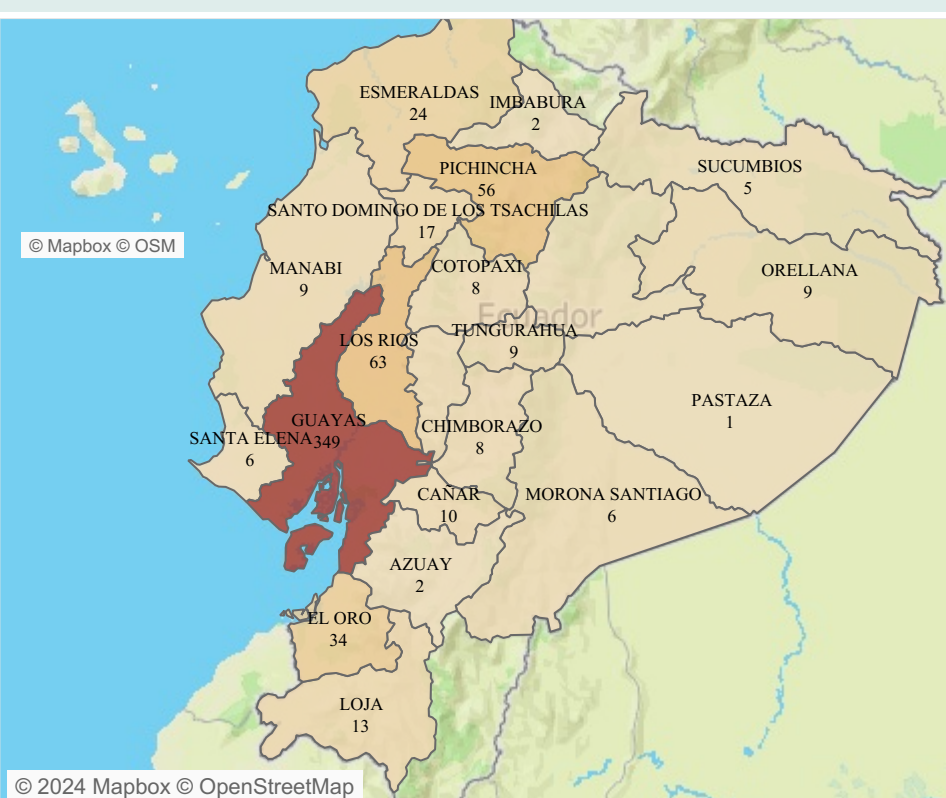 ESMERALDAS
24
IMBABURA
2
PICHINCHA
56
SUCUMBIOS
5
SANTO DOMINGO DE LOS TSACHILAS
17
© Mapbox © OSM
MANABI
9
COTOPAXI
8
ORELLANA
9
Ecuador
LOS RIOS
63
TUNGURAHUA
9
PASTAZA
1
GUAYAS
349
SANTA ELENA
6
CHIMBORAZO
8
CAÑAR
10
MORONA SANTIAGO
6
AZUAY
2
EL ORO
34
LOJA
13
© 2024 Mapbox © OpenStreetMap